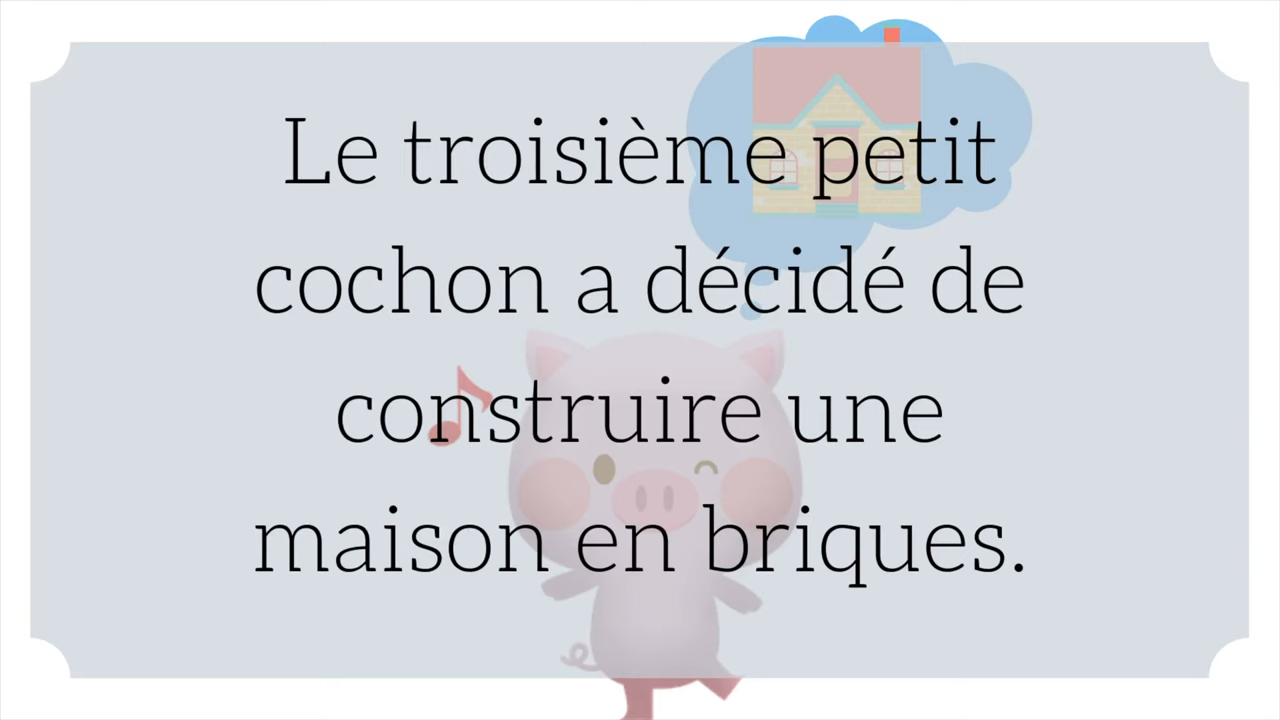 Le troisième petit
cochon a décidé de
construire une
maison en briques.